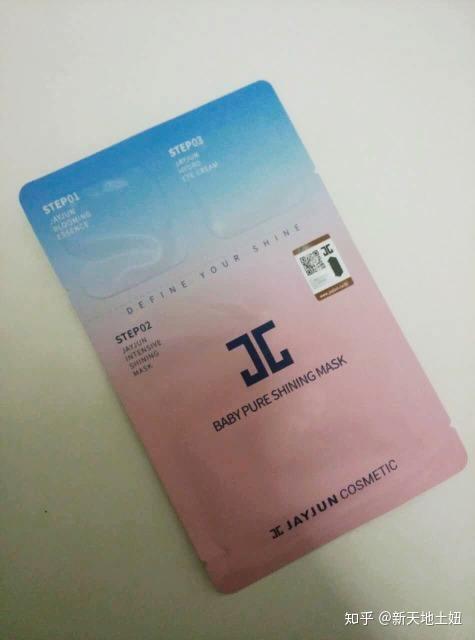 STEP01
JAYJUN
BLOOMING
ESSENCE
STEP03
JAYJUN
HYDRO
EYE CREAM
DEFINE YOUR SHINE
STEP02
JAYJUN
INTENSIVE
SHINING
MASK
BABY PURE SHINING MASK
JAYJUN COSMETIC
知乎 @新天地土妞